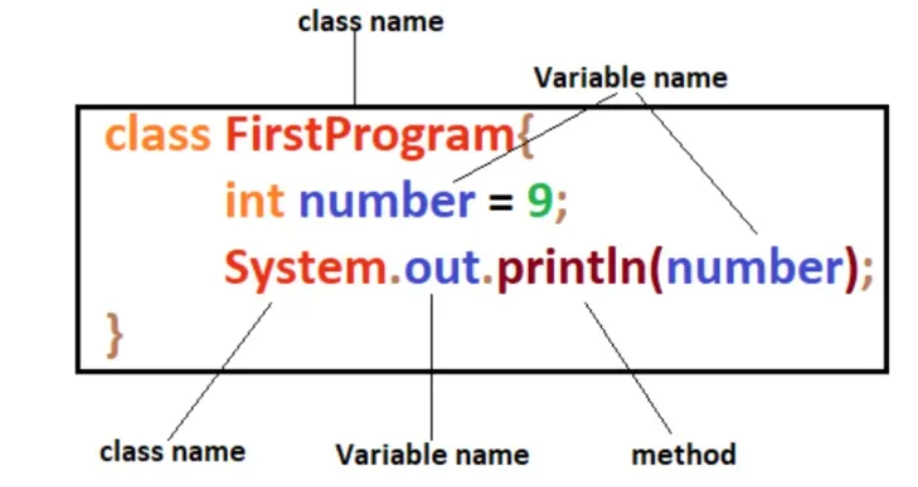 class name
Variable name
class FirstProgram{
int number = 9;
System.out.println(number);
}
class name
Variable name
method